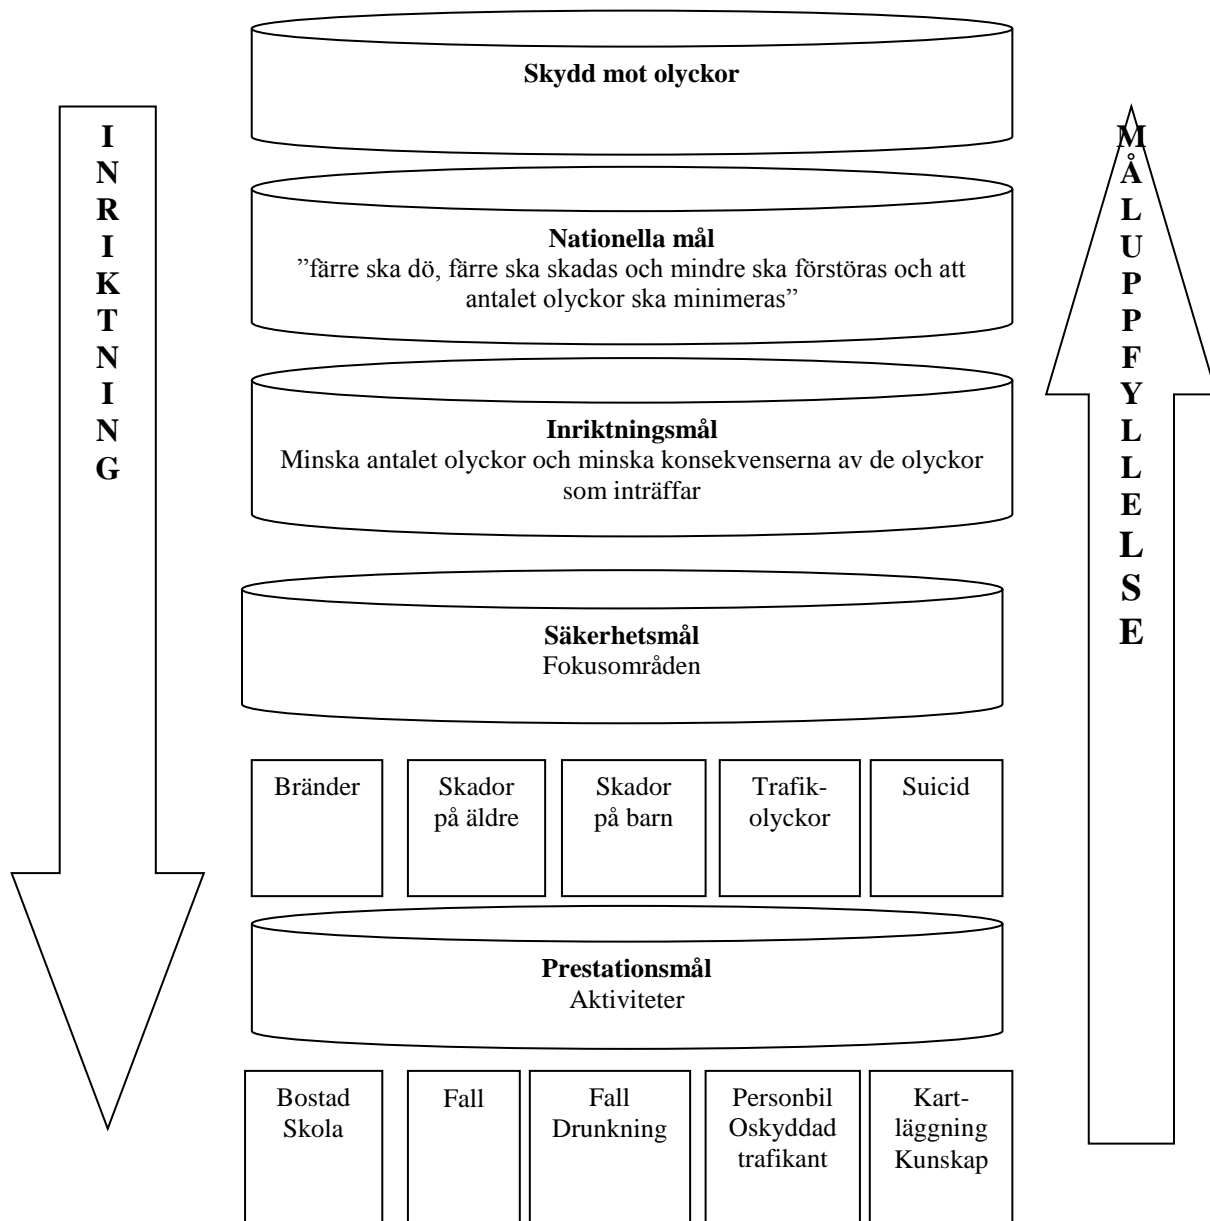 Skydd mot olyckor
INRIKTNING
MÅLUPPFYLLELSE
Nationella mål
”färre ska dö, färre ska skadas och mindre ska förstöras och att
antalet olyckor ska minimeras”
Inriktningsmål
Minska antalet olyckor och minska konsekvenserna av de olyckor
som inträffar
Säkerhetsmål
Fokusområden
Bränder
Skador
på äldre
Skador
på barn
Trafik-
olyckor
Suicid
Prestationsmål
Aktiviteter
Bostad
Skola
Fall
Fall
Drunkning
Personbil
Oskyddad
trafikant
Kart-
läggning
Kunskap